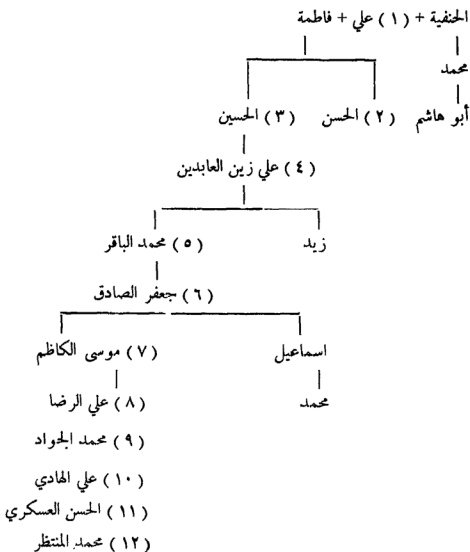 الحنفية + ( ١ ) علي + فاطمة
محمد
أبو هاشم ( ٢ ) الحسن ( ٣ ) الحسين
( ٤ ) علي زين العابدين
زيد ( ٥ ) محمد الباقر
( ٦ ) جعفر الصادق
اسماعيل ( ٧ ) موسى الكاظم
محمد ( ٨ ) علي الرضا
( ٩ ) محمد الجواد
( ١٠ ) علي الهادي
( ١١ ) الحسن العسكري
( ١٢ ) محمد المنتظر